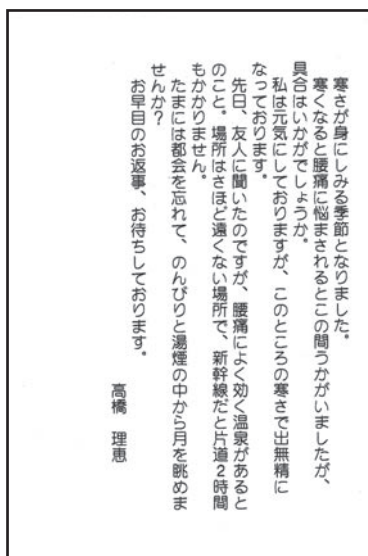 寒さが身にしみる季節となりました。
寒くなると腰痛に悩まされるとこの間うかがいましたが、
具合はいかがでしょうか。
私は元気にしておりますが、このところの寒さで出無精に
なっております。
先日、友人に聞いたのですが、腰痛によく効く温泉があると
のこと。場所はさほど遠くない場所で、新幹線だと片道2時間
もかかりません。
たまには都会を忘れて、のんびりと湯煙の中から月を眺めま
せんか？
お早目のお返事、お待ちしております。
高橋　理恵